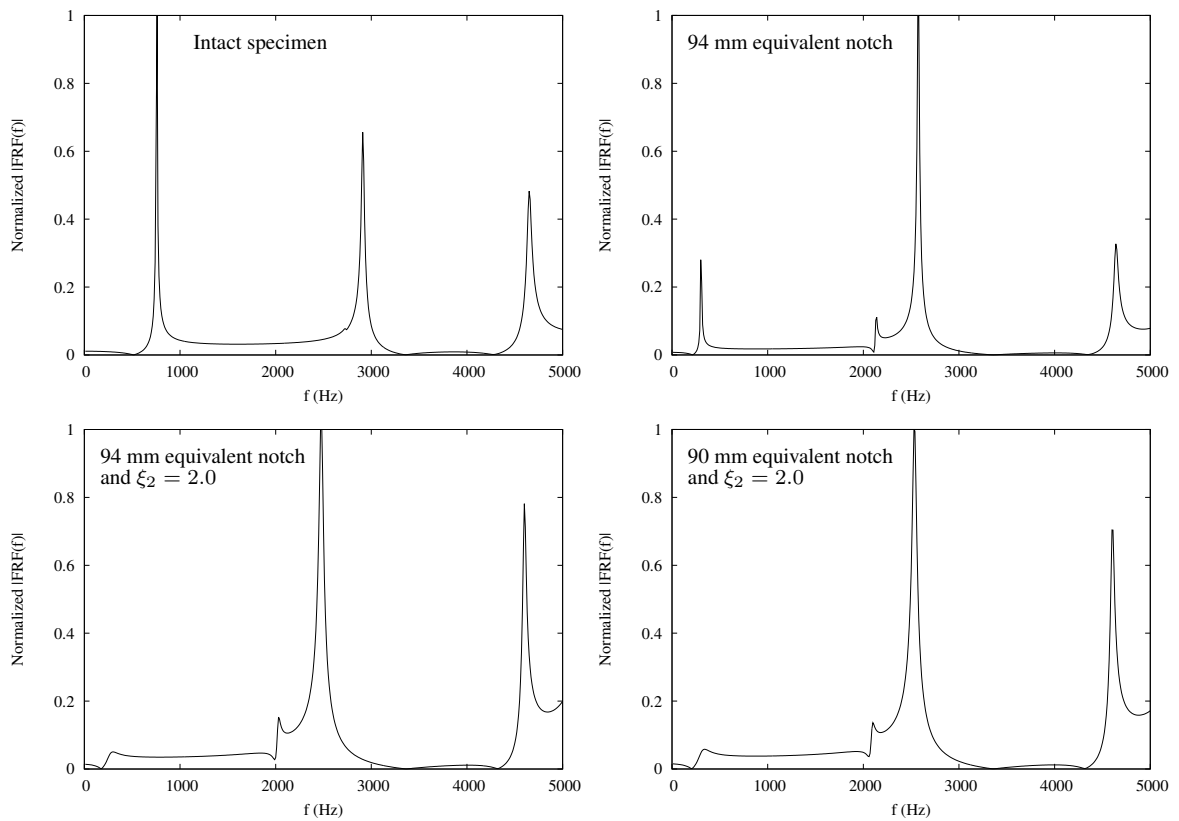 Intact specimen
Normalized |FRF(f)|
1
0.8
0.6
0.4
0.2
0
0 1000 2000 3000 4000 5000
f (Hz)
94 mm equivalent notch
Normalized |FRF(f)|
1
0.8
0.6
0.4
0.2
0
0 1000 2000 3000 4000 5000
f (Hz)
94 mm equivalent notch
and ξ₂ = 2.0
Normalized |FRF(f)|
1
0.8
0.6
0.4
0.2
0
0 1000 2000 3000 4000 5000
f (Hz)
90 mm equivalent notch
and ξ₂ = 2.0
Normalized |FRF(f)|
1
0.8
0.6
0.4
0.2
0
0 1000 2000 3000 4000 5000
f (Hz)